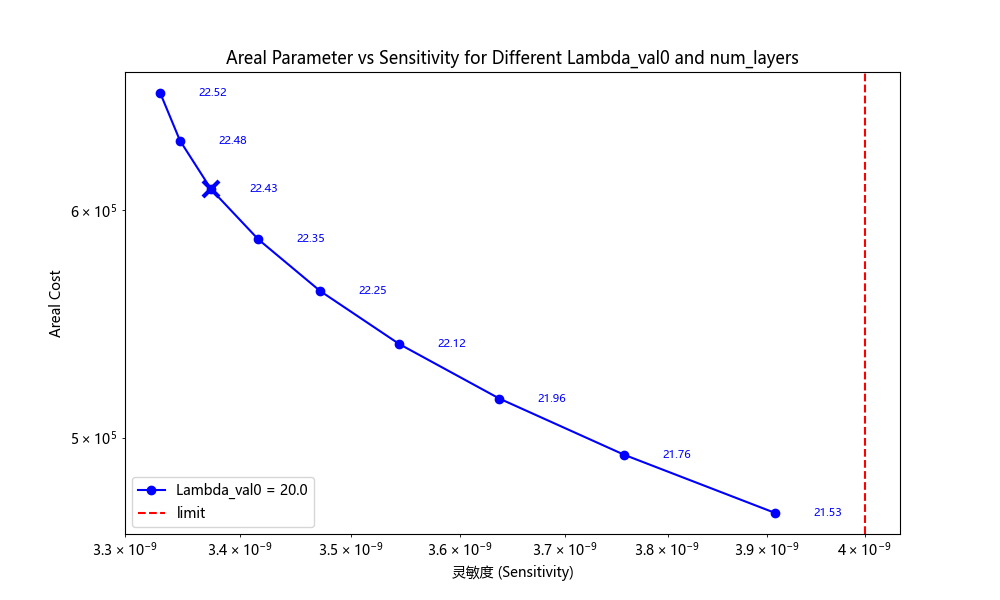 Areal Parameter vs Sensitivity for Different Lambda_val0 and num_layers
22.52
22.48
22.43
22.35
22.25
22.12
21.96
21.76
21.53
6 × 10⁵
5 × 10⁵
Areal Cost
Lambda_val0 = 20.0
limit
3.3 × 10⁻⁹ 3.4 × 10⁻⁹ 3.5 × 10⁻⁹ 3.6 × 10⁻⁹ 3.7 × 10⁻⁹ 3.8 × 10⁻⁹ 3.9 × 10⁻⁹ 4 × 10⁻⁹
灵敏度 (Sensitivity)